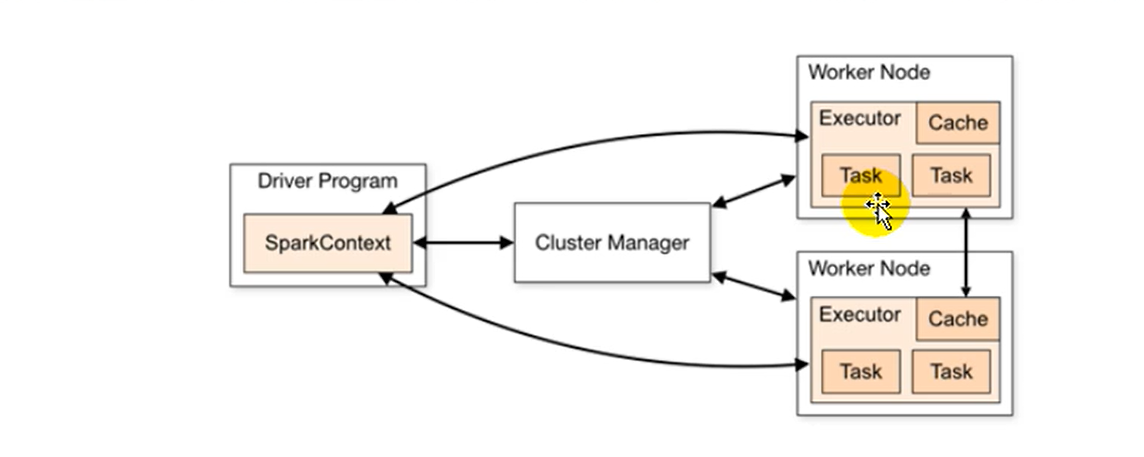 Driver Program
SparkContext
Cluster Manager
Worker Node
Executor
Cache
Task
Task
Worker Node
Executor
Cache
Task
Task